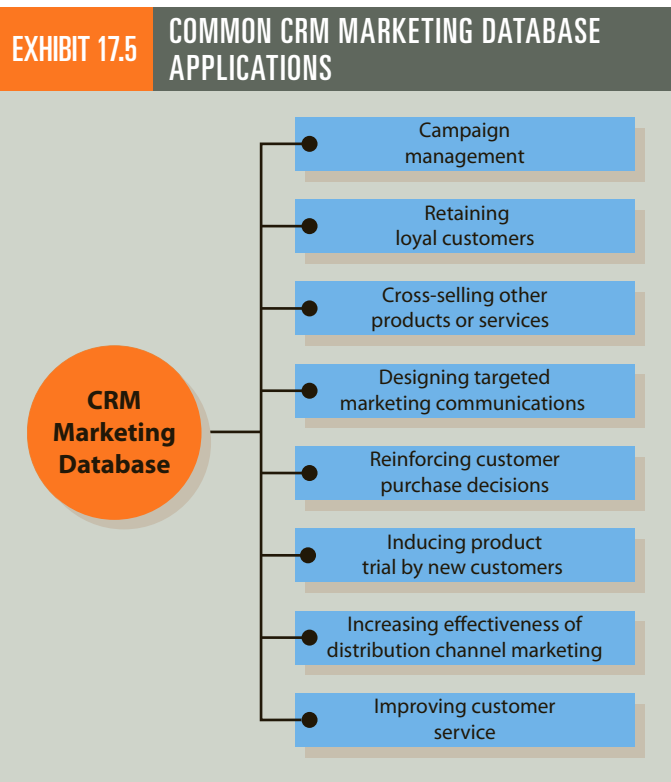 EXHIBIT 17.5
COMMON CRM MARKETING DATABASE
APPLICATIONS
CRM
Marketing
Database
Campaign
management
Retaining
loyal customers
Cross-selling other
products or services
Designing targeted
marketing communications
Reinforcing customer
purchase decisions
Inducing product
trial by new customers
Increasing effectiveness of
distribution channel marketing
Improving customer
service